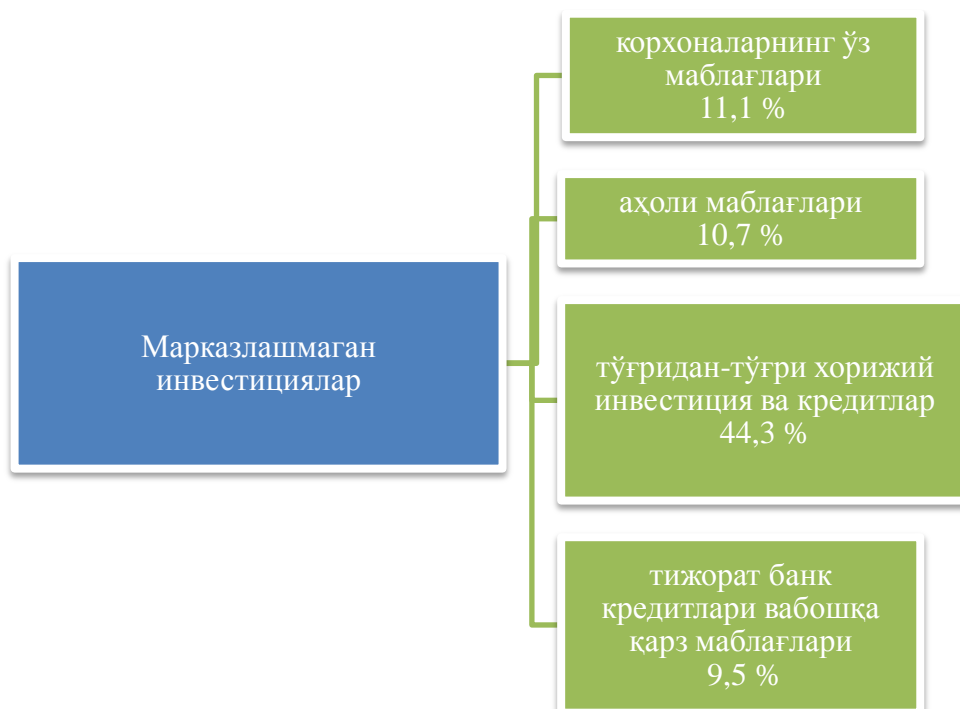 корхоналарнинг ўз
маблағлари
11,1 %
аҳоли маблағлари
10,7 %
Марказлашмаган
инвестициялар
тўғридан-тўғри хорижий
инвестиция ва кредитлар
44,3 %
тижорат банк
кредитлари вабошқа
қарз маблағлари
9,5 %